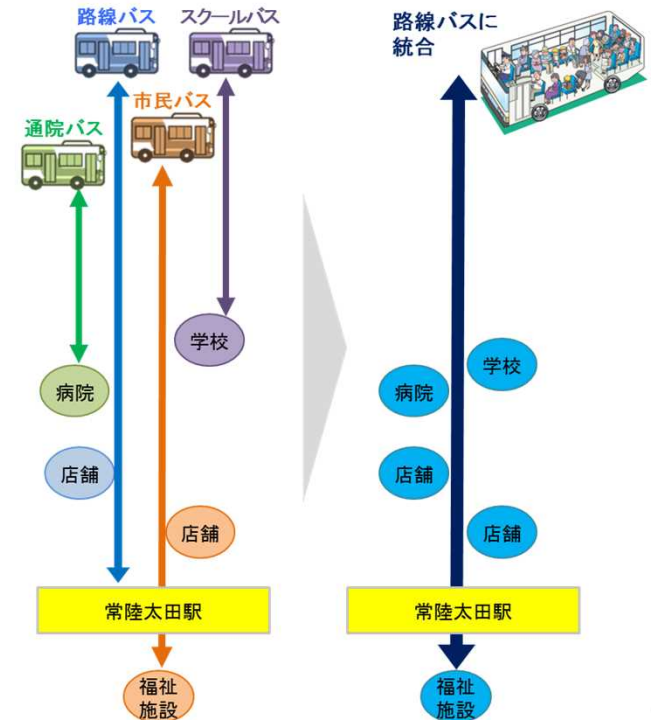 路線バス
スクールバス
市民バス
通院バス
学校
病院
店舗
店舗
常陸太田駅
福祉
施設
路線バスに
統合
学校
病院
店舗
店舗
常陸太田駅
福祉
施設